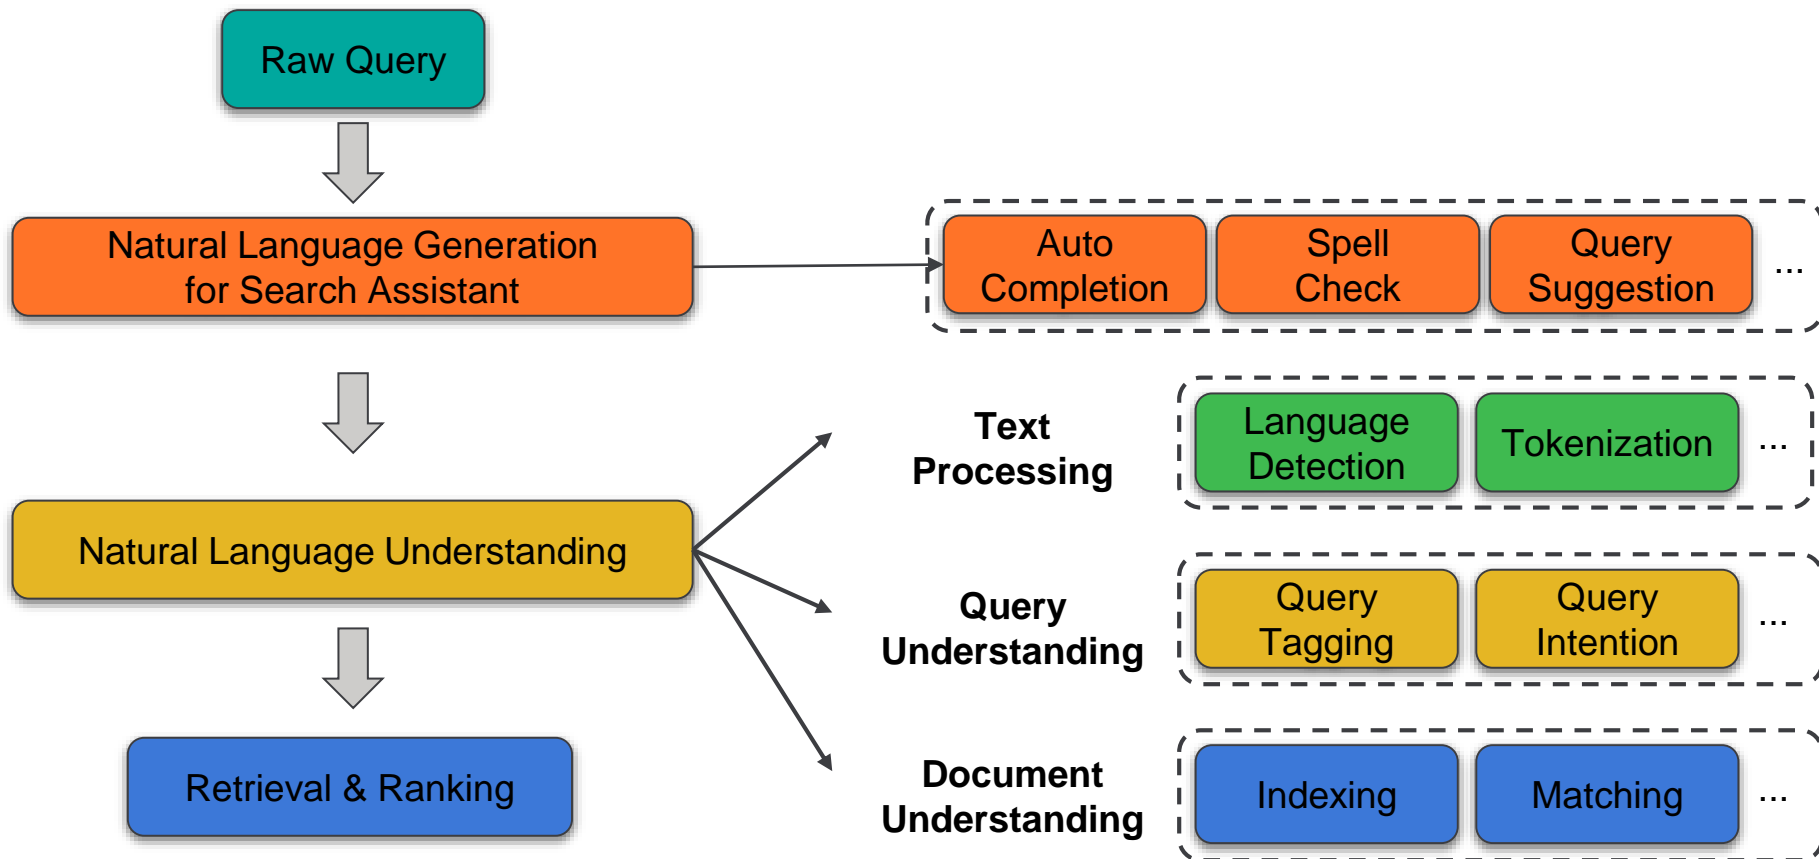 Raw Query
Natural Language Generation
for Search Assistant
Auto
Completion
Spell
Check
Query
Suggestion
...
Text
Processing
Language
Detection
Tokenization
...
Natural Language Understanding
Query
Understanding
Query
Tagging
Query
Intention
...
Retrieval & Ranking
Document
Understanding
Indexing
Matching
...